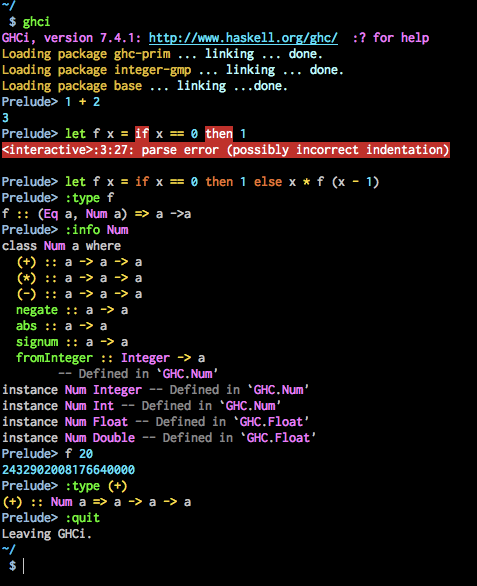 ~/
$ ghci
GHCi, version 7.4.1: http://www.haskell.org/ghc/  :? for help
Loading package ghc-prim ... linking ... done.
Loading package integer-gmp ... linking ... done.
Loading package base ... linking ...done.
Prelude> 1 + 2
3
Prelude> let f x = if x == 0 then 1
<interactive>:3:27: parse error (possibly incorrect indentation)
Prelude> let f x = if x == 0 then 1 else x * f (x - 1)
Prelude> :type f
f :: (Eq a, Num a) => a ->a
Prelude> :info Num
class Num a where
  (+) :: a -> a -> a
  (*) :: a -> a -> a
  (-) :: a -> a -> a
  negate :: a -> a
  abs :: a -> a
  signum :: a -> a
  fromInteger :: Integer -> a
        -- Defined in `GHC.Num'
instance Num Integer -- Defined in `GHC.Num'
instance Num Int -- Defined in `GHC.Num'
instance Num Float -- Defined in `GHC.Float'
instance Num Double -- Defined in `GHC.Float'
Prelude> f 20
2432902008176640000
Prelude> :type (+)
(+) :: Num a => a -> a -> a
Prelude> :quit
Leaving GHCi.
~/
$